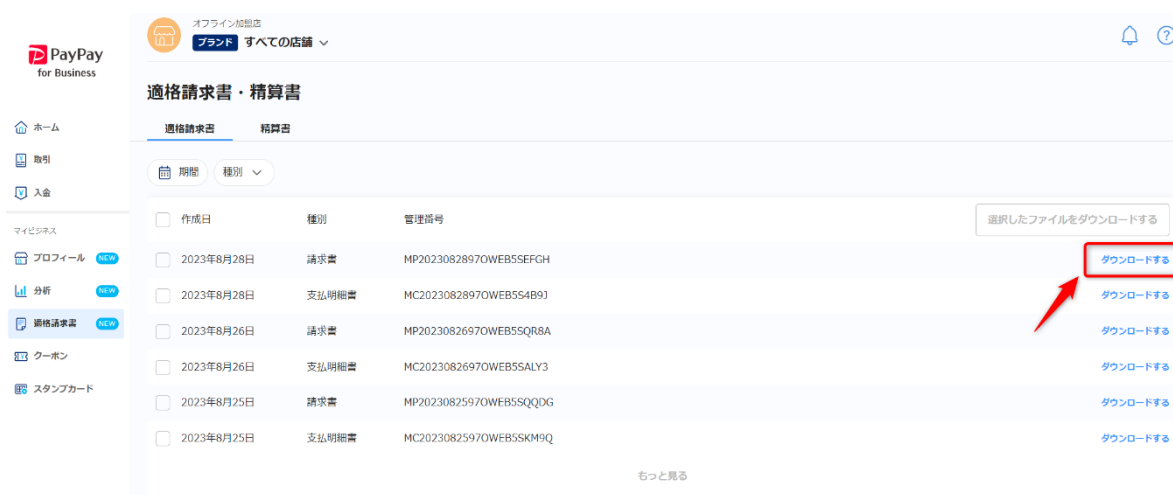 オフライン加盟店
ブランド すべての店舗
PayPay
for Business
適格請求書・精算書
適格請求書 精算書
ホーム
取引
入金
マイビジネス
プロフィール NEW
分析 NEW
適格請求書 NEW
クーポン
スタンプカード
期間 種別
作成日 種別 管理番号 選択したファイルをダウンロードする
2023年8月28日 請求書 MP2023082897OWEB5SEFGH ダウンロードする
2023年8月28日 支払明細書 MC2023082897OWEB5S4B9J ダウンロードする
2023年8月26日 請求書 MP2023082697OWEB5SQR8A ダウンロードする
2023年8月26日 支払明細書 MC2023082697OWEB5SALY3 ダウンロードする
2023年8月25日 請求書 MP2023082597OWEB5SQQDG ダウンロードする
2023年8月25日 支払明細書 MC2023082597OWEB5SKM9Q ダウンロードする
もっと見る